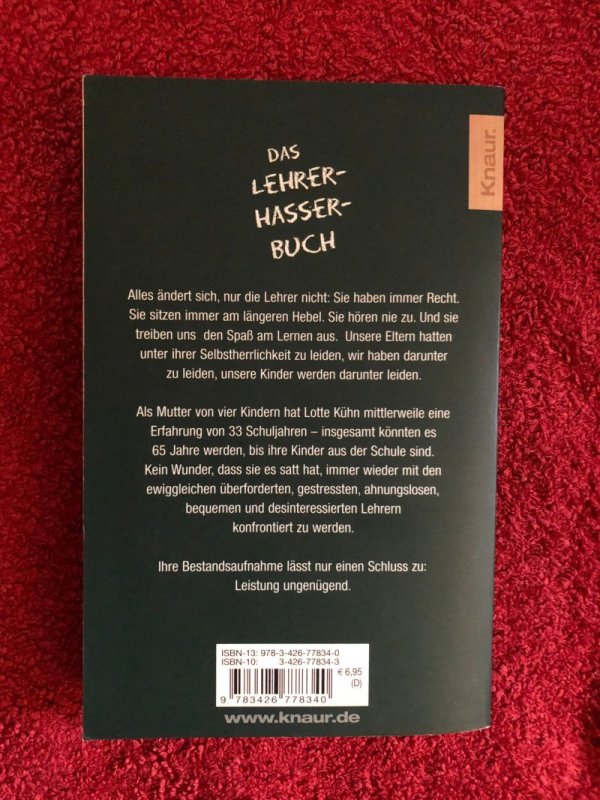 Knaur.
DAS
LEHRER-
HASSER-
BUCH
Alles ändert sich, nur die Lehrer nicht: Sie haben immer Recht.
Sie sitzen immer am längeren Hebel. Sie hören nie zu. Und sie
treiben uns den Spaß am Lernen aus. Unsere Eltern hatten
unter ihrer Selbstherrlichkeit zu leiden, wir haben darunter
zu leiden, unsere Kinder werden darunter leiden.
Als Mutter von vier Kindern hat Lotte Kühn mittlerweile eine
Erfahrung von 33 Schuljahren – insgesamt könnten es
65 Jahre werden, bis ihre Kinder aus der Schule sind.
Kein Wunder, dass sie es satt hat, immer wieder mit den
ewiggleichen überforderten, gestressten, ahnungslosen,
bequemen und desinteressierten Lehrern
konfrontiert zu werden.
Ihre Bestandsaufnahme lässt nur einen Schluss zu:
Leistung ungenügend.
ISBN-13: 978-3-426-77834-0
ISBN-10: 3-426-77834-3
€ 6,95
(D)
9 783426 778340
www.knaur.de